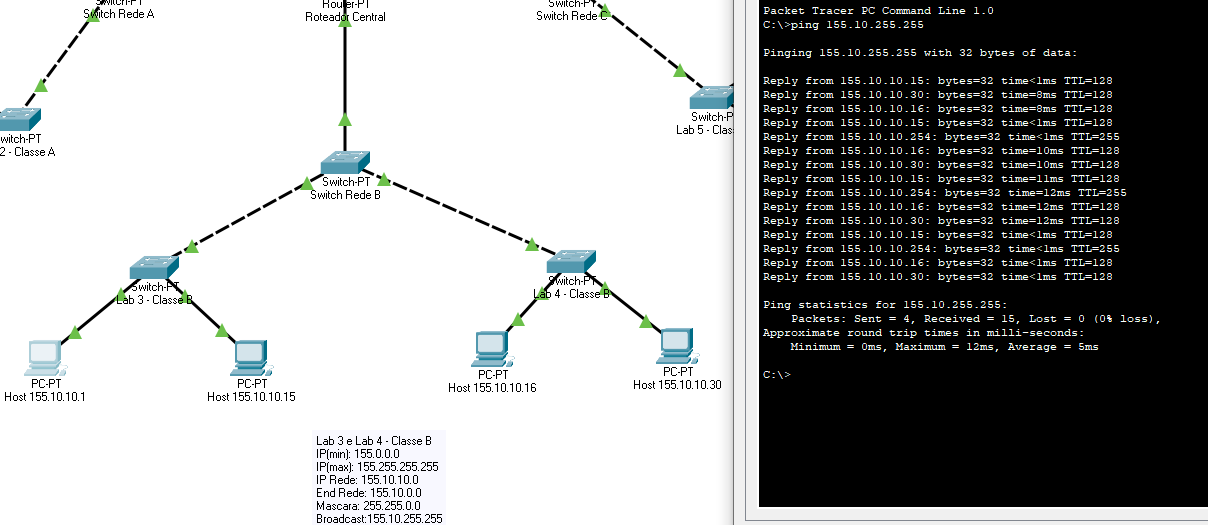 Switch-PT
Switch Rede A
Router-PT
Roteador Central
Switch-PT
Switch Rede C
witch-PT
2 - Classe A
Switch-P
Lab 5 - Clas
Switch-PT
Switch Rede B
Switch-PT
Lab 3 - Classe B
Switch-PT
Lab 4 - Classe B
PC-PT
Host 155.10.10.1
PC-PT
Host 155.10.10.15
PC-PT
Host 155.10.10.16
PC-PT
Host 155.10.10.30
Lab 3 e Lab 4 - Classe B
IP(min): 155.0.0.0
IP(max): 155.255.255.255
IP Rede: 155.10.10.0
End Rede: 155.10.0.0
Mascara: 255.255.0.0
Broadcast:155.10.255.255
Packet Tracer PC Command Line 1.0
C:\>ping 155.10.255.255
Pinging 155.10.255.255 with 32 bytes of data:
Reply from 155.10.10.15: bytes=32 time<1ms TTL=128
Reply from 155.10.10.30: bytes=32 time=8ms TTL=128
Reply from 155.10.10.16: bytes=32 time=8ms TTL=128
Reply from 155.10.10.15: bytes=32 time<1ms TTL=128
Reply from 155.10.10.254: bytes=32 time<1ms TTL=255
Reply from 155.10.10.16: bytes=32 time=10ms TTL=128
Reply from 155.10.10.30: bytes=32 time=10ms TTL=128
Reply from 155.10.10.15: bytes=32 time=11ms TTL=128
Reply from 155.10.10.254: bytes=32 time=12ms TTL=255
Reply from 155.10.10.16: bytes=32 time=12ms TTL=128
Reply from 155.10.10.30: bytes=32 time=12ms TTL=128
Reply from 155.10.10.15: bytes=32 time<1ms TTL=128
Reply from 155.10.10.254: bytes=32 time<1ms TTL=255
Reply from 155.10.10.16: bytes=32 time<1ms TTL=128
Reply from 155.10.10.30: bytes=32 time<1ms TTL=128
Ping statistics for 155.10.255.255:
Packets: Sent = 4, Received = 15, Lost = 0 (0% loss),
Approximate round trip times in milli-seconds:
Minimum = 0ms, Maximum = 12ms, Average = 5ms
C:\>